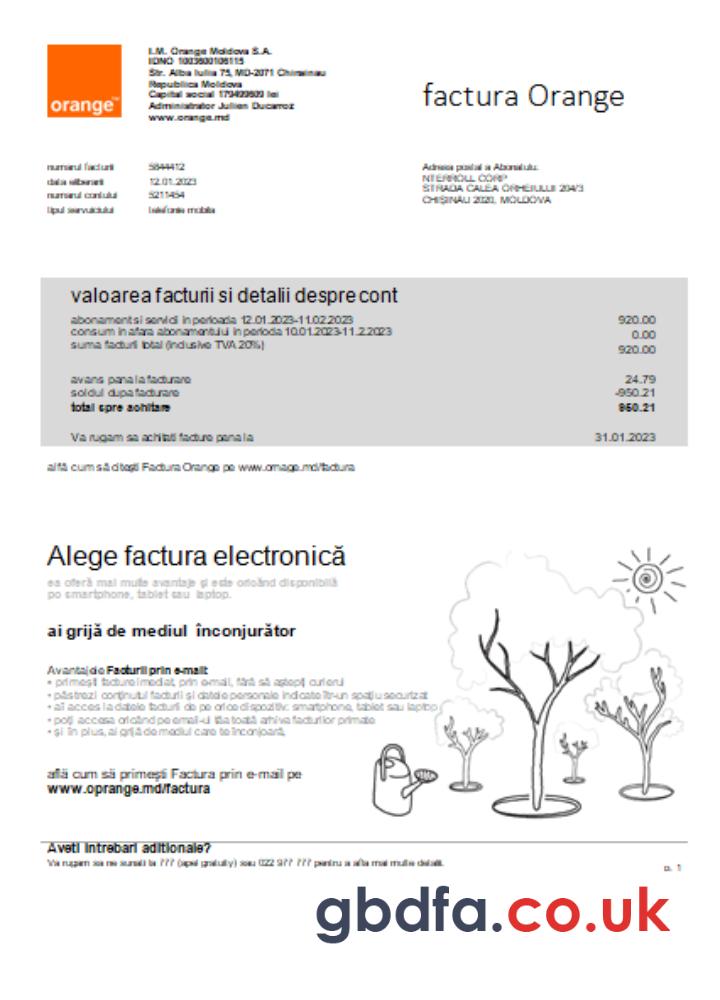 orange™
I.M. Orange Moldova S.A.
IDNO 1003600106115
Str. Alba Iulia 75, MD-2071 Chirsinau
Republica Moldova
Capital social 179499609 lei
Administrator Julien Ducarroz
www.orange.md
factura Orange
numarul facturii 5844412
data eliberarii 12.01.2023
numarul contului 5211454
tipul serviciului telefonie mobila
Adresa postal a Abonatului:
NTERROLL CORP
STRADA CALEA ORHEIULUI 204/3
CHIȘINAU 2020, MOLDOVA
valoarea facturii si detalii despre cont
abonament si servicii in perioada 12.01.2023-11.02.2023 920.00
consum in afara abonamentului in perioda 10.01.2023-11.2.2023 0.00
suma facturii total (inclusive TVA 20%) 920.00
avans pana la facturare 24.79
soldul dupa facturare -950.21
total spre achitare 950.21
Va rugam sa achitati facture pana la 31.01.2023
află cum să citești Factura Orange pe www.ornage.md/factura
Alege factura electronică
ea oferă mai multe avantaje și este oricând disponibilă
po smartphone, tablet sau laptop.
ai grijă de mediul înconjurător
Avantajele Facturii prin e-mail:
• primești facture imediat, prin e-mail, fără să aștepți curierul
• păstrezi conținutul facturii și datele personale indicate într-un spațiu securizat
• ai acces la datele facturii de pe orice dispozitiv: smartphone, tablet sau laptop
• poți accesa oricând pe email-ul tău toată arhiva facturilor primate
• și în plus, ai grijă de mediul care te înconjoară,
află cum să primești Factura prin e-mail pe
www.oprange.md/factura
Aveti intrebari aditionale?
Va rugam sa ne sunati la 777 (apel gratuity) sau 022 977 777 pentru a afla mai multe detalii.
p. 1
gbdfa.co.uk